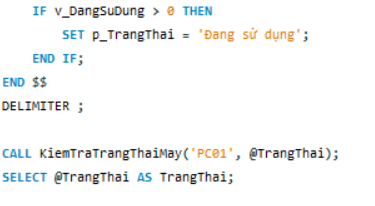 IF v_DangSuDung > 0 THEN
SET p_TrangThai = 'Đang sử dụng';
END IF;
END $$
DELIMITER ;
CALL KiemTraTrangThaiMay('PC01', @TrangThai);
SELECT @TrangThai AS TrangThai;